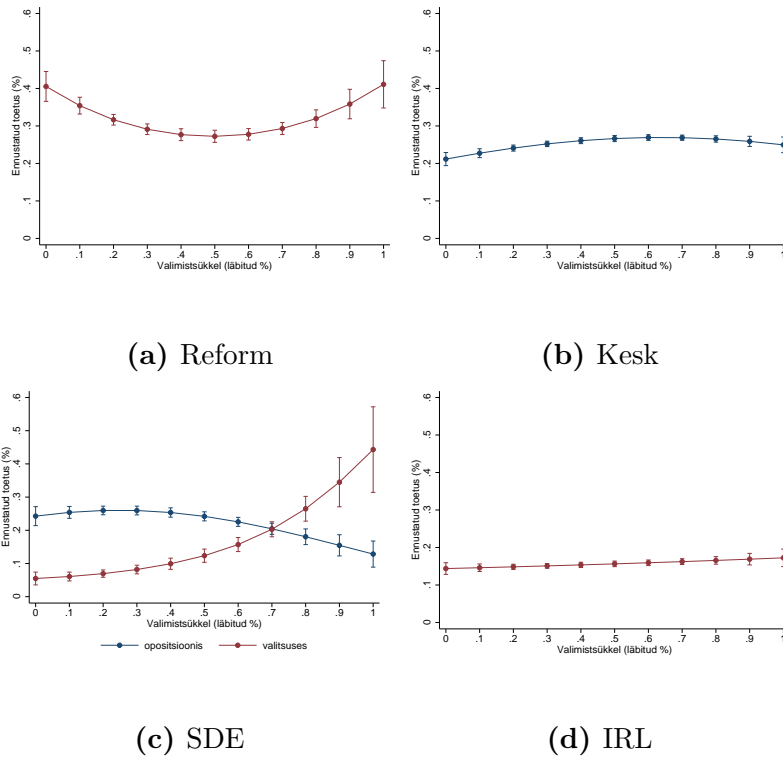 Ennustatud toetus (%)
0 .1 .2 .3 .4 .5 .6
0 .1 .2 .3 .4 .5 .6 .7 .8 .9 1
Valimistsükkel (läbitud %)
(a) Reform
Ennustatud toetus (%)
0 .1 .2 .3 .4 .5 .6
0 .1 .2 .3 .4 .5 .6 .7 .8 .9 1
Valimistsükkel (läbitud %)
(b) Kesk
Ennustatud toetus (%)
0 .1 .2 .3 .4 .5 .6
0 .1 .2 .3 .4 .5 .6 .7 .8 .9 1
Valimistsükkel (läbitud %)
opositsioonis valitsuses
(c) SDE
Ennustatud toetus (%)
0 .1 .2 .3 .4 .5 .6
0 .1 .2 .3 .4 .5 .6 .7 .8 .9 1
Valimistsükkel (läbitud %)
(d) IRL